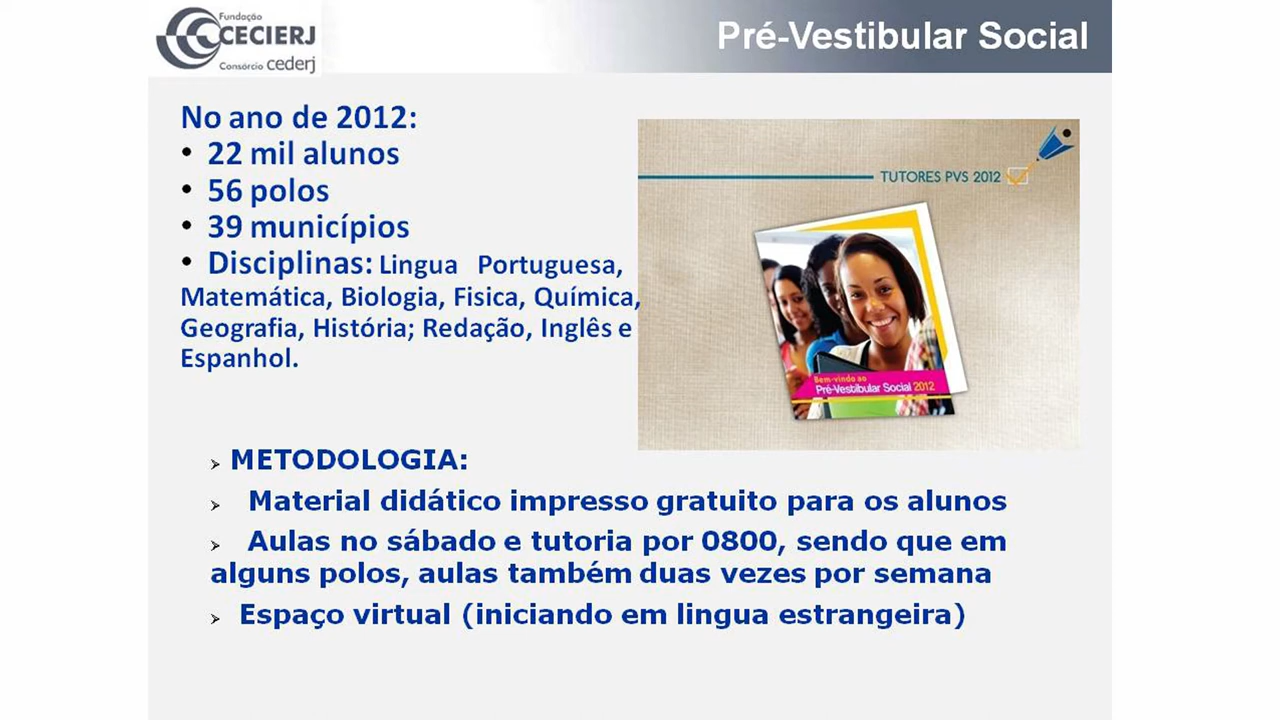 Fundação
CECIERJ
Consórcio cederj
Pré-Vestibular Social
No ano de 2012:
• 22 mil alunos
• 56 polos
• 39 municípios
• Disciplinas: Lingua Portuguesa,
Matemática, Biologia, Fisica, Química,
Geografia, História; Redação, Inglês e
Espanhol.
TUTORES PVS 2012
Bem-vindo ao
Pré-Vestibular Social 2012
➢ METODOLOGIA:
➢ Material didático impresso gratuito para os alunos
➢ Aulas no sábado e tutoria por 0800, sendo que em
alguns polos, aulas também duas vezes por semana
➢ Espaço virtual (iniciando em lingua estrangeira)